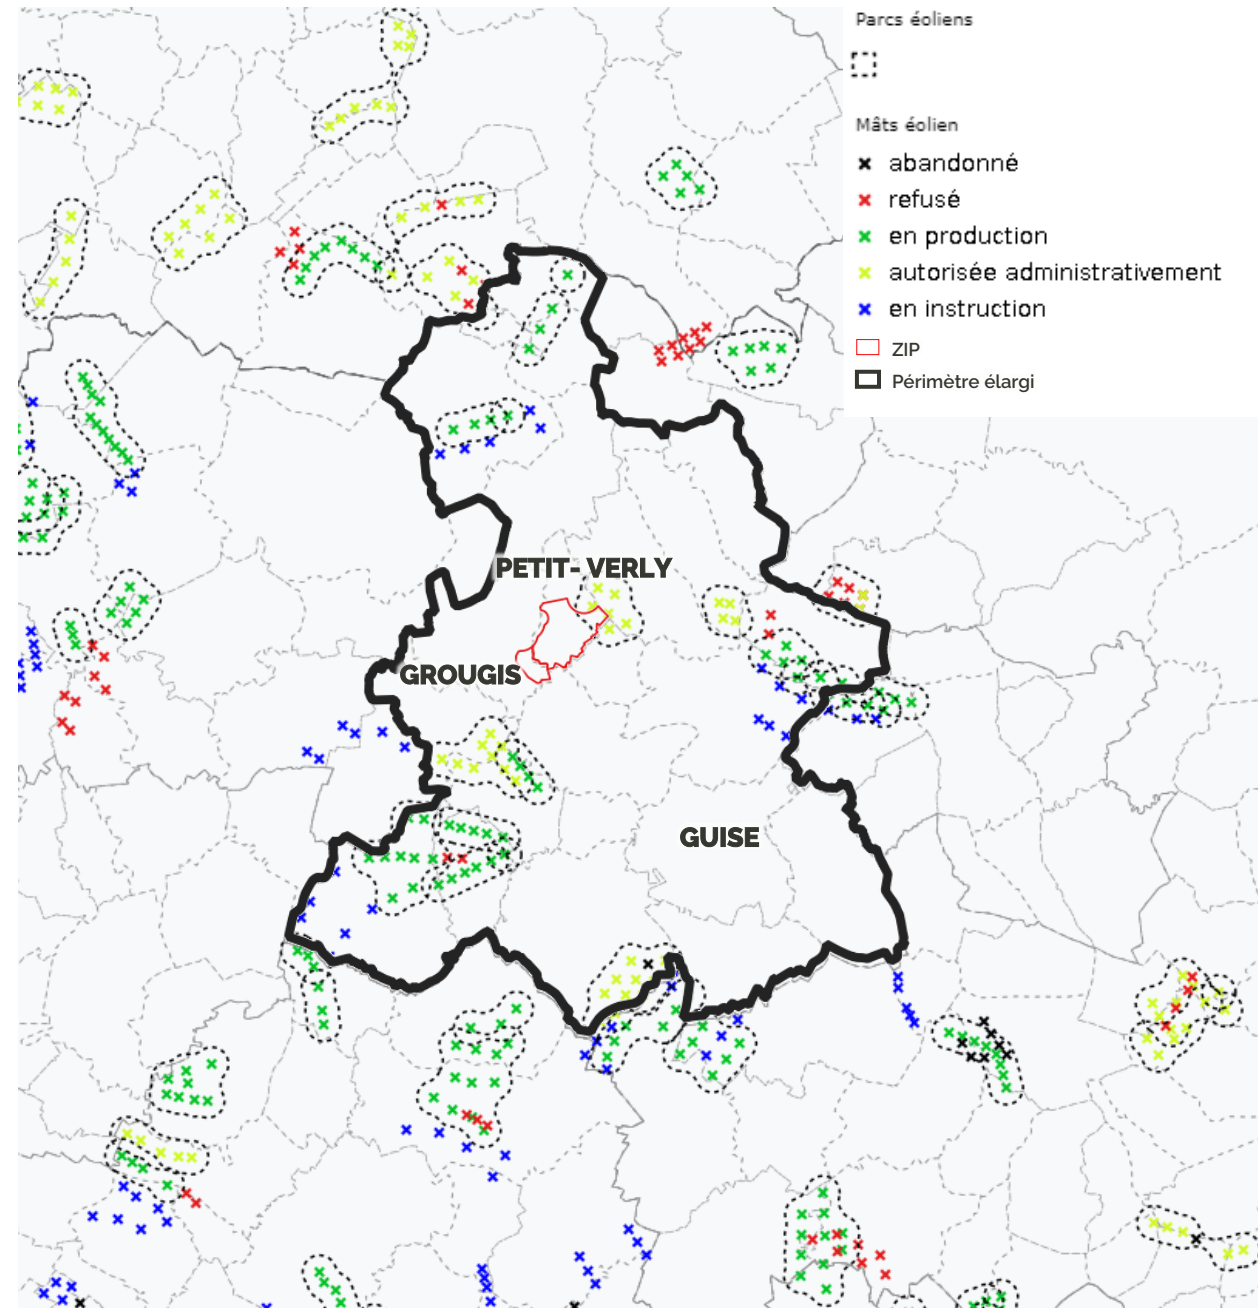 Parcs éoliens
Mâts éolien
abandonné
refusé
en production
autorisée administrativement
en instruction
ZIP
Périmètre élargi
PETIT- VERLY
GROUGIS
GUISE